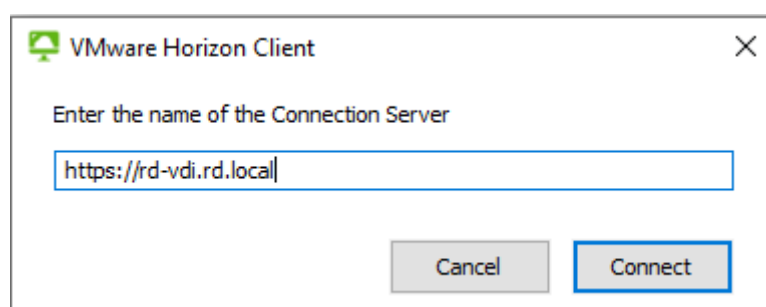 VMware Horizon Client
Enter the name of the Connection Server
https://rd-vdi.rd.local
Cancel Connect